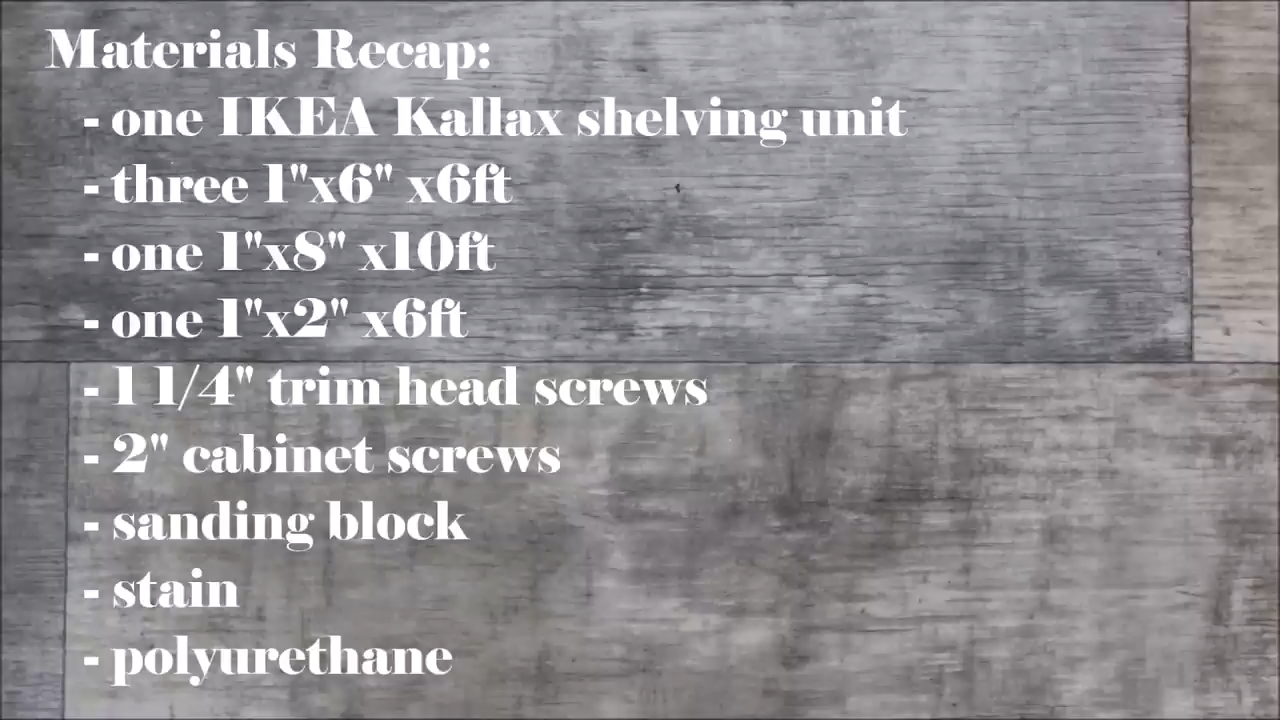 Materials Recap:
- one IKEA Kallax shelving unit
- three 1"x6" x6ft
- one 1"x8" x10ft
- one 1"x2" x6ft
- 1 1/4" trim head screws
- 2" cabinet screws
- sanding block
- stain
- polyurethane